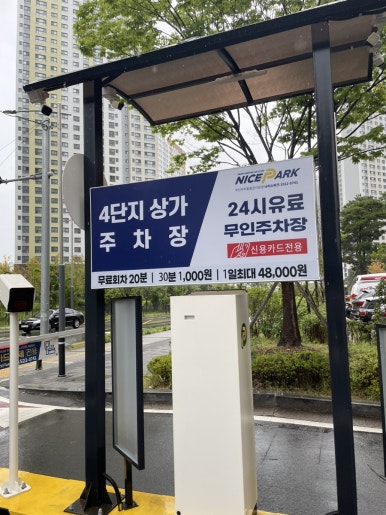 NICE PARK
4단지 상가
주 차 장
24시유료
무인주차장
신용카드전용
무료회차 20분 | 30분 1,000원 | 1일최대 48,000원